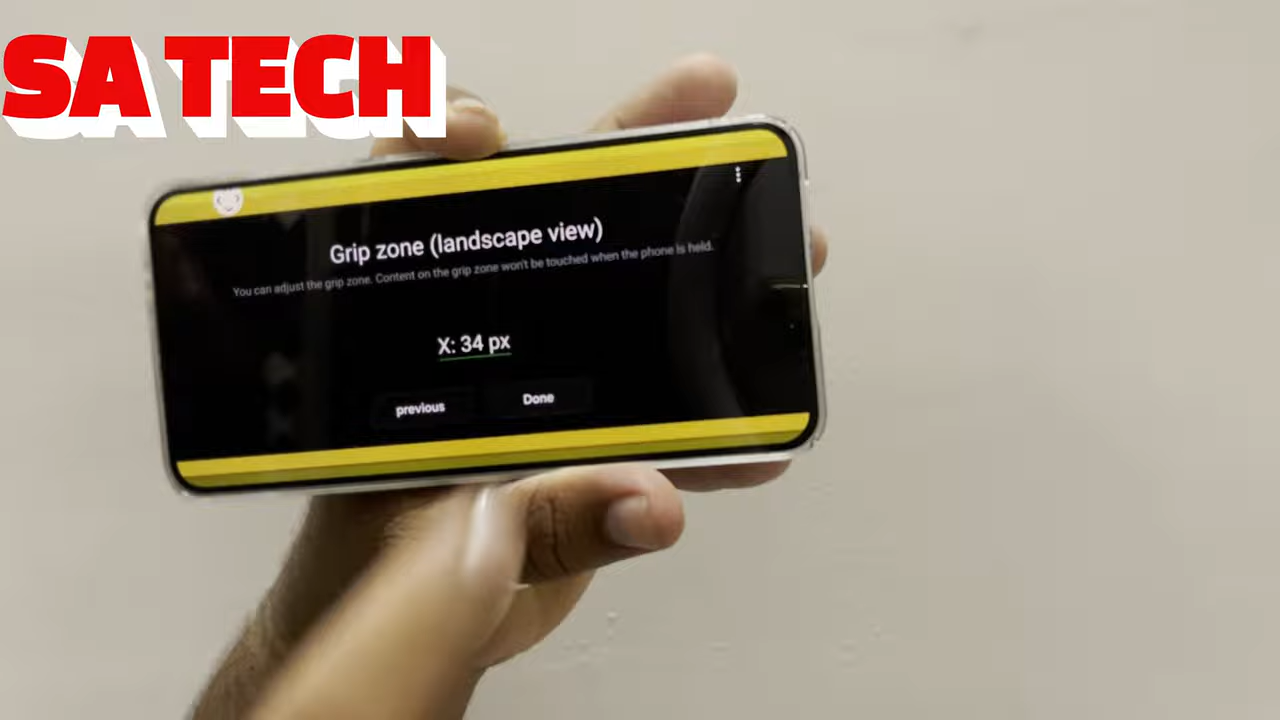 SA TECH
Grip zone (landscape view)
You can adjust the grip zone. Content on the grip zone won't be touched when the phone is held.
X: 34 px
previous
Done